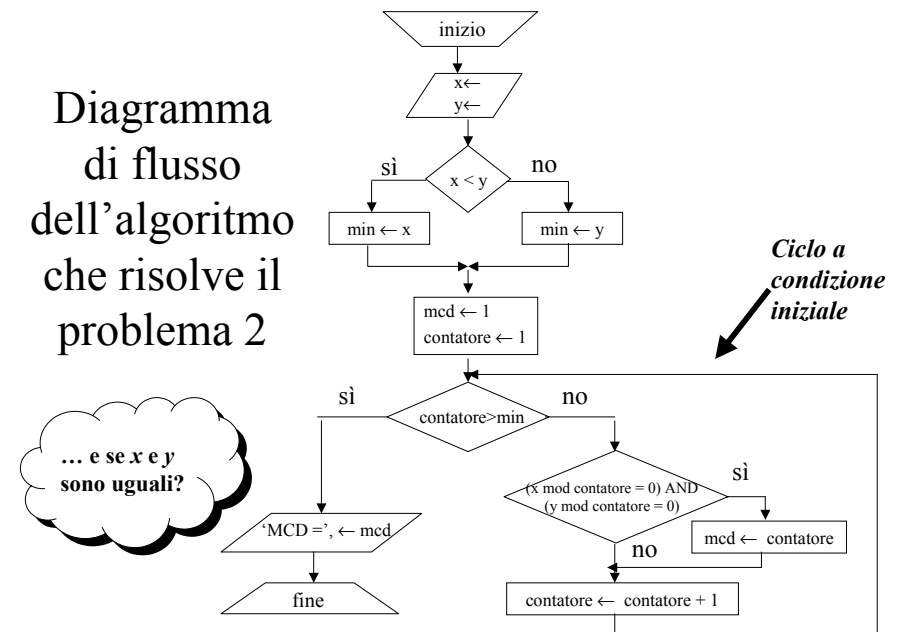 Diagramma
di flusso
dell'algoritmo
che risolve il
problema 2
… e se x e y
sono uguali?
inizio
x←
y←
x < y
sì
no
min ← x
min ← y
mcd ← 1
contatore ← 1
Ciclo a
condizione
iniziale
contatore>min
sì
no
(x mod contatore = 0) AND
(y mod contatore = 0)
sì
mcd ← contatore
no
contatore ← contatore + 1
‘MCD =’, ← mcd
fine